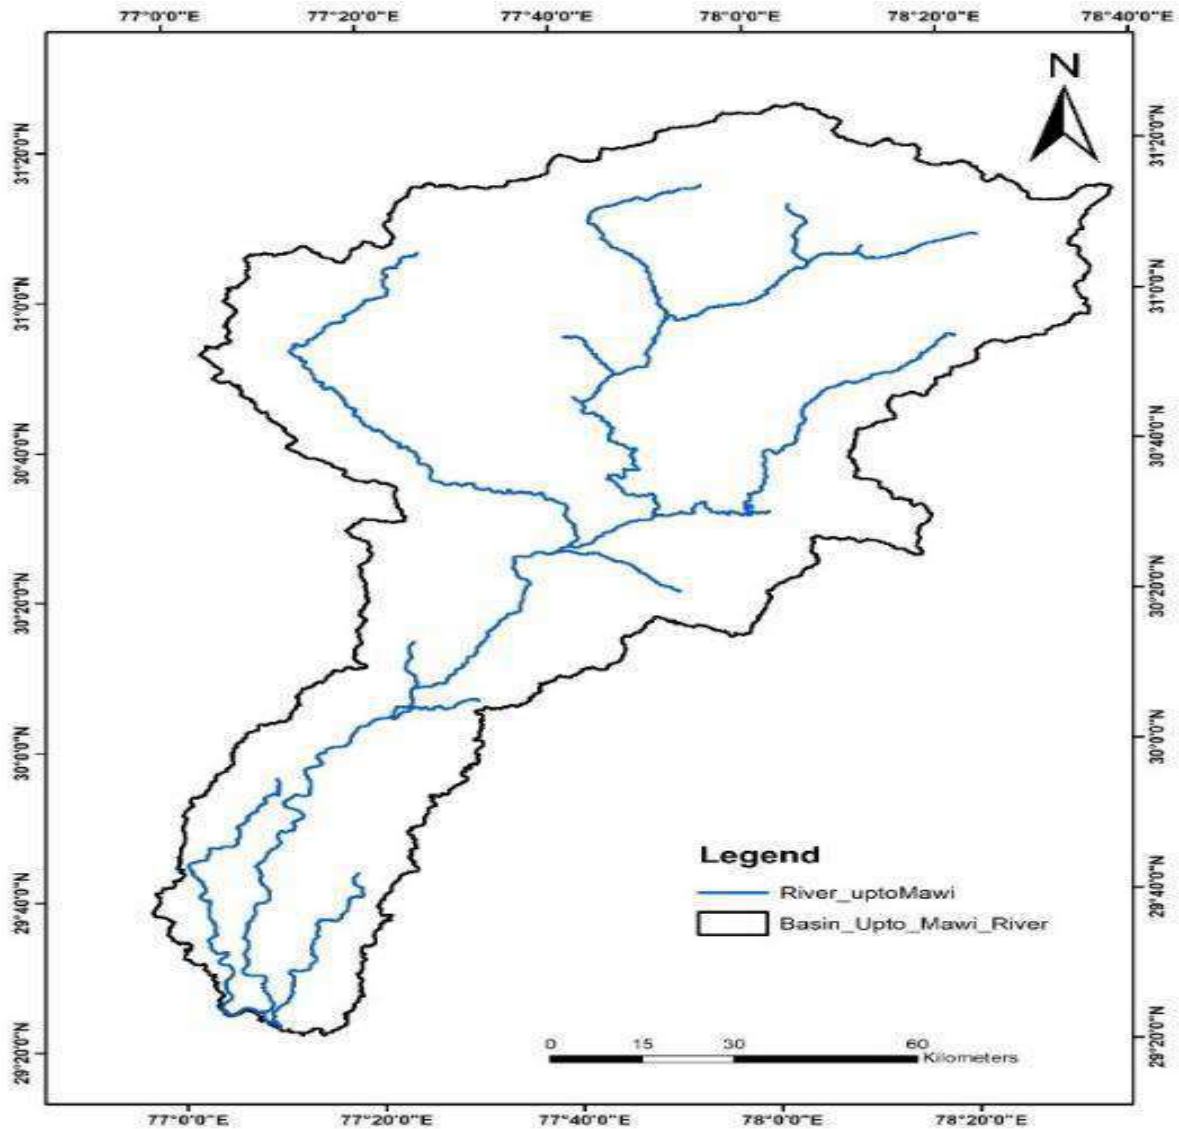 77°0'0"E 77°20'0"E 77°40'0"E 78°0'0"E 78°20'0"E 78°40'0"E
N
31°20'0"N
31°0'0"N
30°40'0"N
30°20'0"N
30°0'0"N
29°40'0"N
29°20'0"N
31°20'0"N
31°0'0"N
30°40'0"N
30°20'0"N
30°0'0"N
29°40'0"N
29°20'0"N
Legend
River_uptoMawi
Basin_Upto_Mawi_River
0 15 30 60
Kilometers
77°0'0"E 77°20'0"E 77°40'0"E 78°0'0"E 78°20'0"E